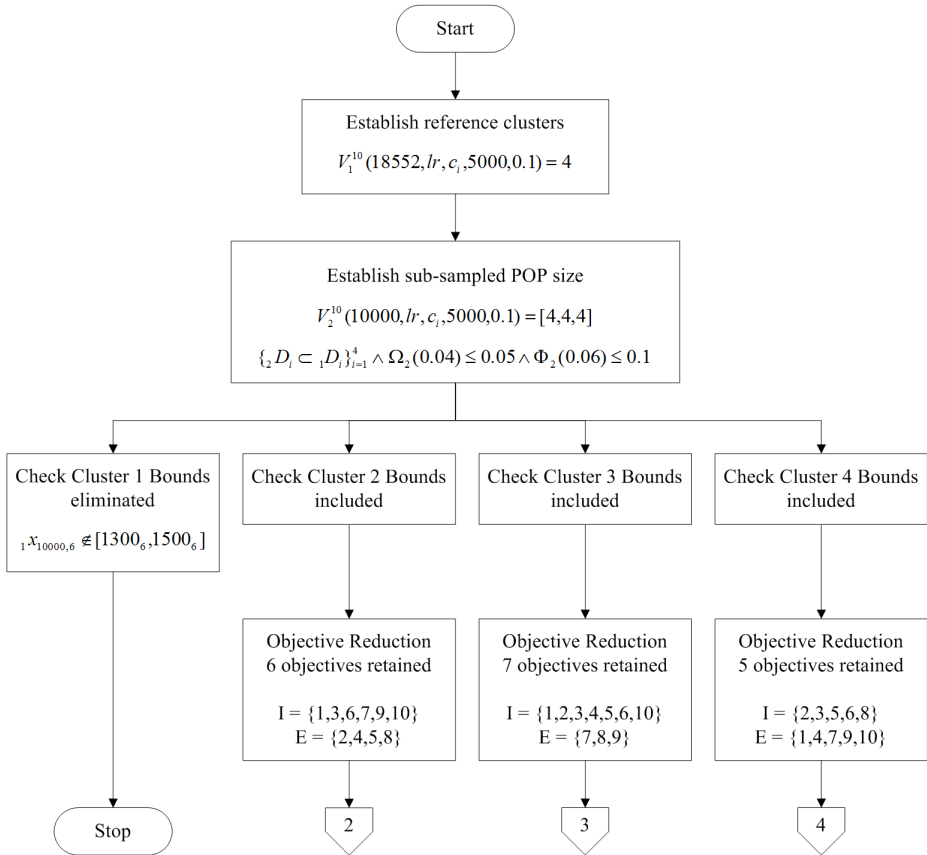 Start
Establish reference clusters
V₁¹⁰(18552, lr, cᵢ, 5000, 0.1) = 4
Establish sub-sampled POP size
V₂¹⁰(10000, lr, cᵢ, 5000, 0.1) = [4,4,4]
{₂Dᵢ ⊂ ₁Dᵢ}⁴ᵢ₌₁ ∧ Ω₂(0.04) ≤ 0.05 ∧ Φ₂(0.06) ≤ 0.1
Check Cluster 1 Bounds
eliminated
₁x₁₀₀₀₀,₆ ∉ [1300₆,1500₆]
Check Cluster 2 Bounds
included
Check Cluster 3 Bounds
included
Check Cluster 4 Bounds
included
Objective Reduction
6 objectives retained
I = {1,3,6,7,9,10}
E = {2,4,5,8}
Objective Reduction
7 objectives retained
I = {1,2,3,4,5,6,10}
E = {7,8,9}
Objective Reduction
5 objectives retained
I = {2,3,5,6,8}
E = {1,4,7,9,10}
Stop
2
3
4